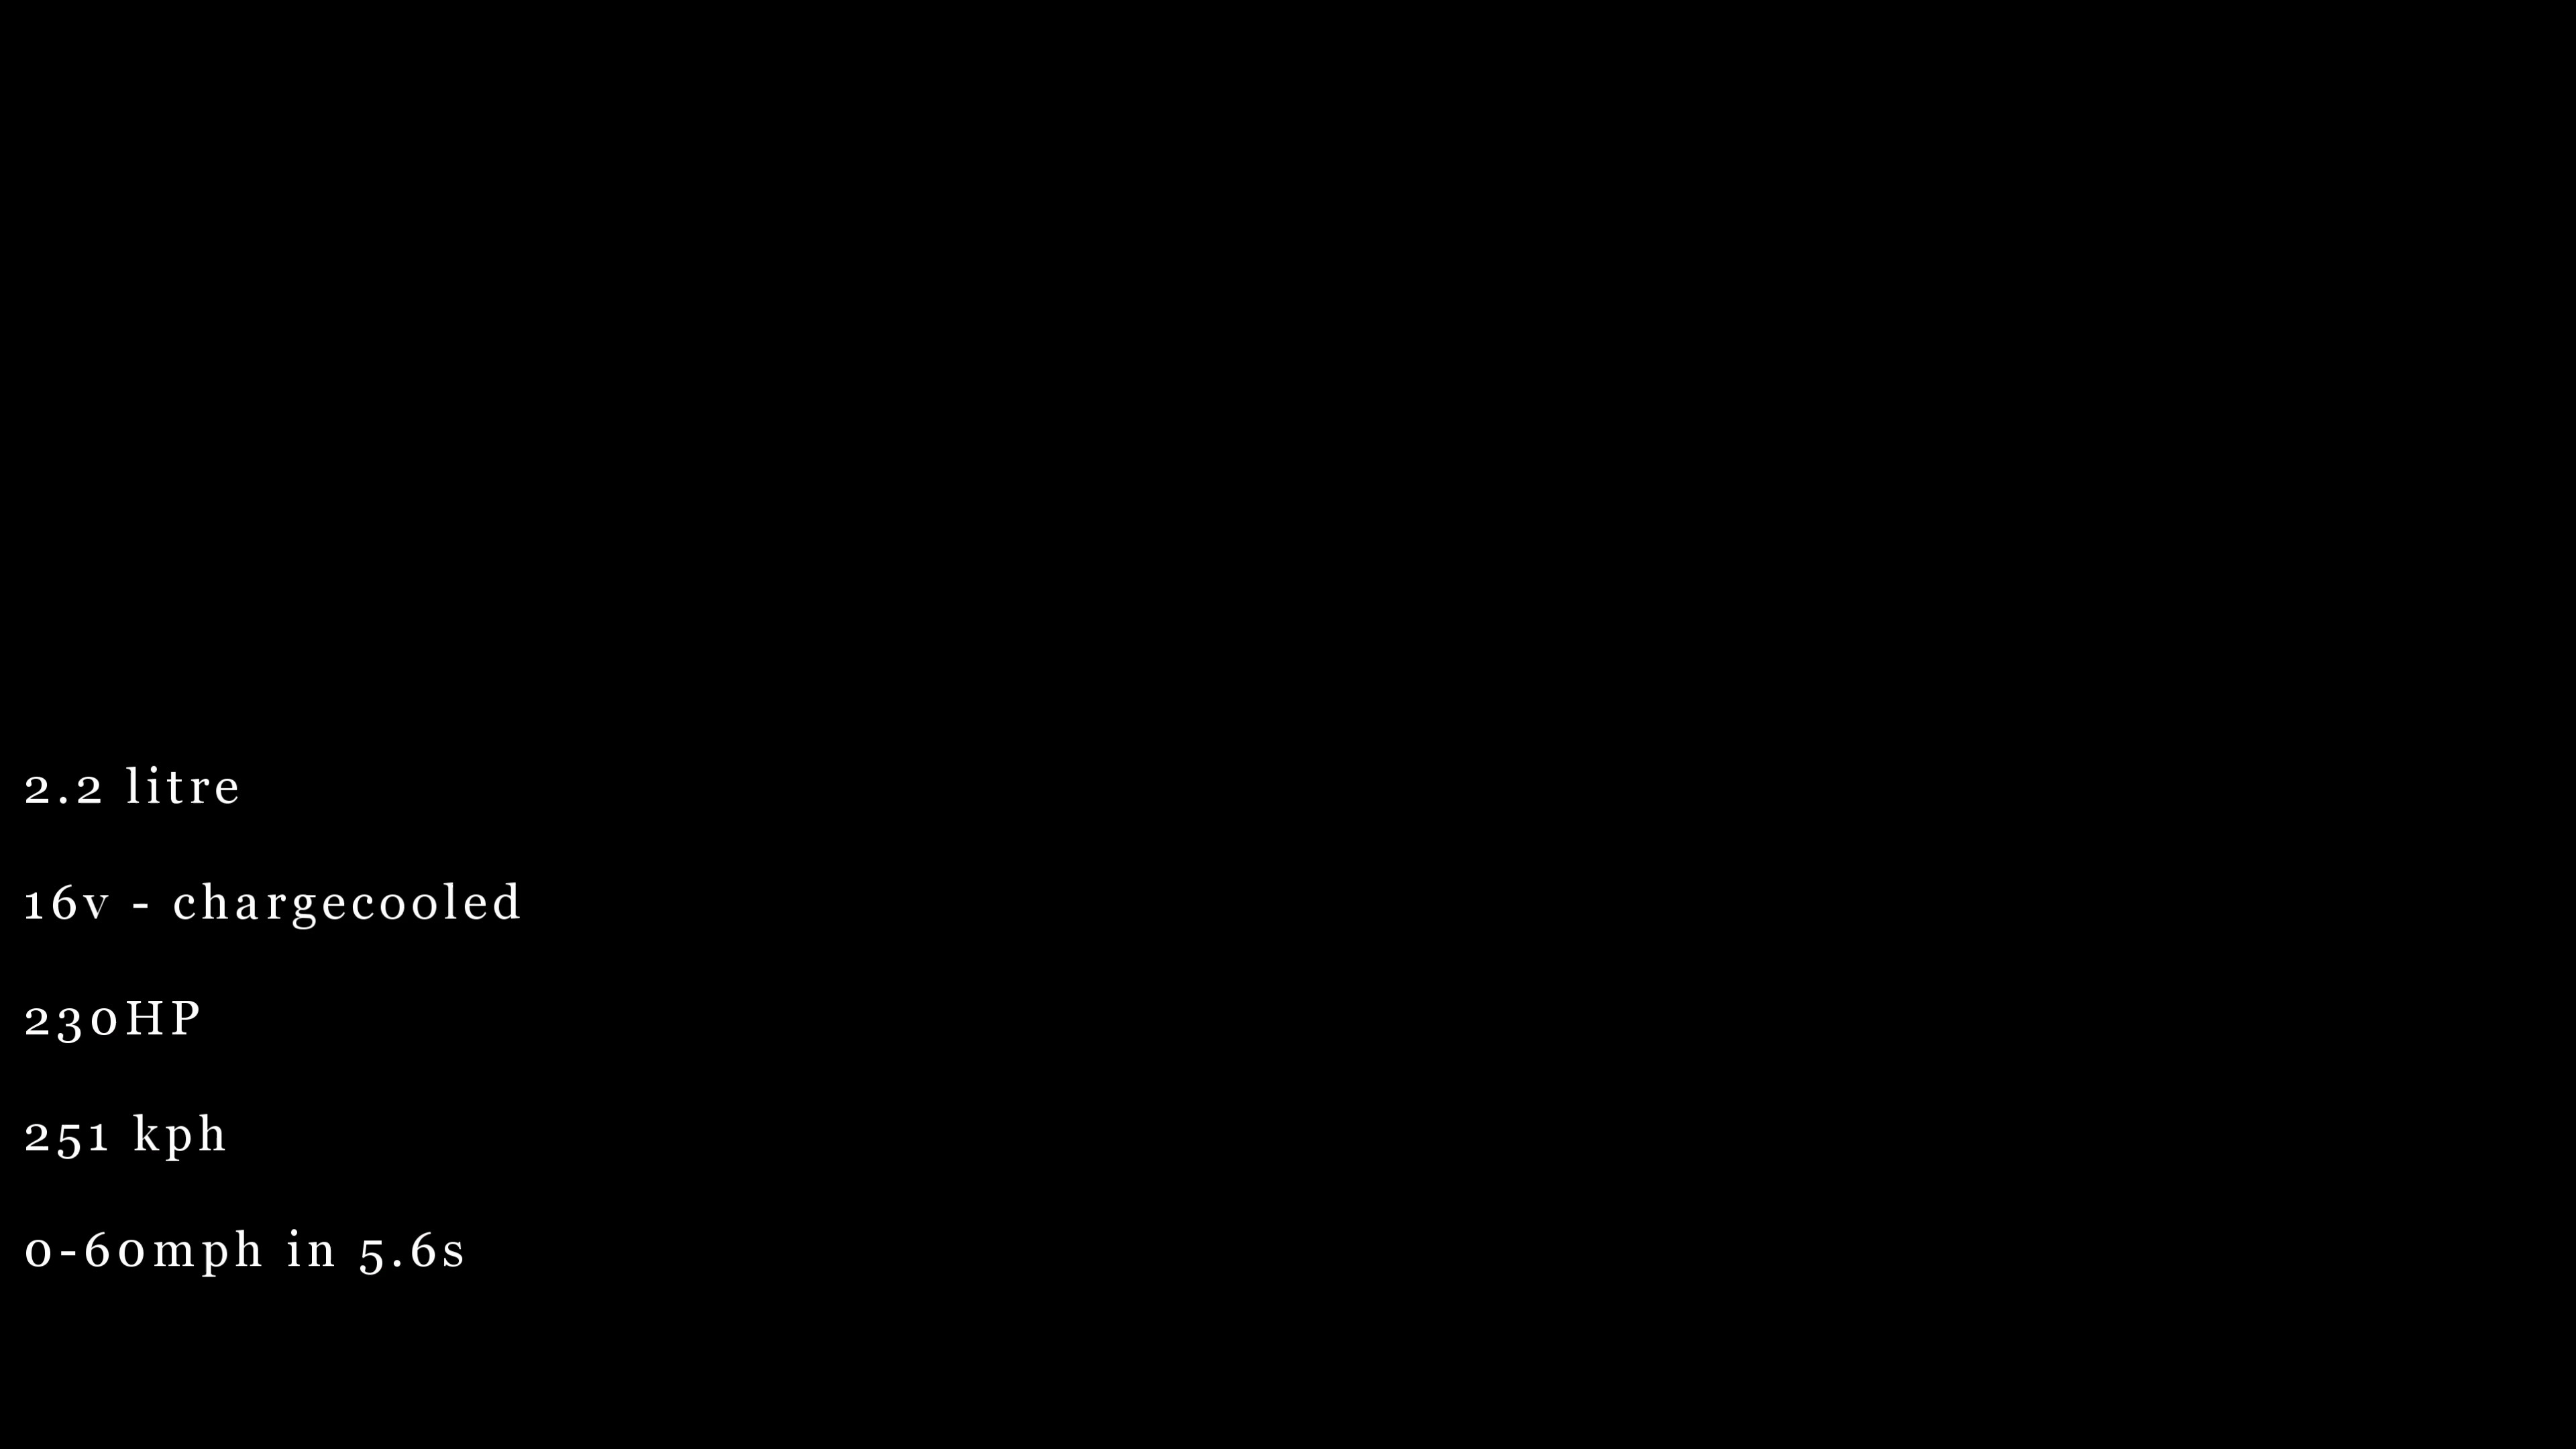 2.2 litre
16v - chargecooled
230HP
251 kph
0-60mph in 5.6s